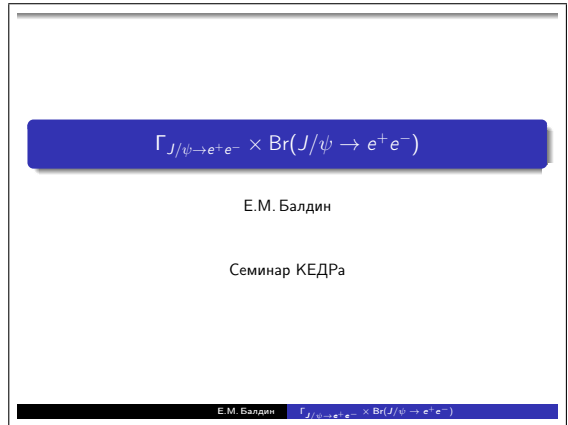 Γ_{J/ψ→e⁺e⁻} × Br(J/ψ → e⁺e⁻)
Е.М. Балдин
Семинар КЕДРа
Е.М. Балдин Γ_{J/ψ→e⁺e⁻} × Br(J/ψ → e⁺e⁻)